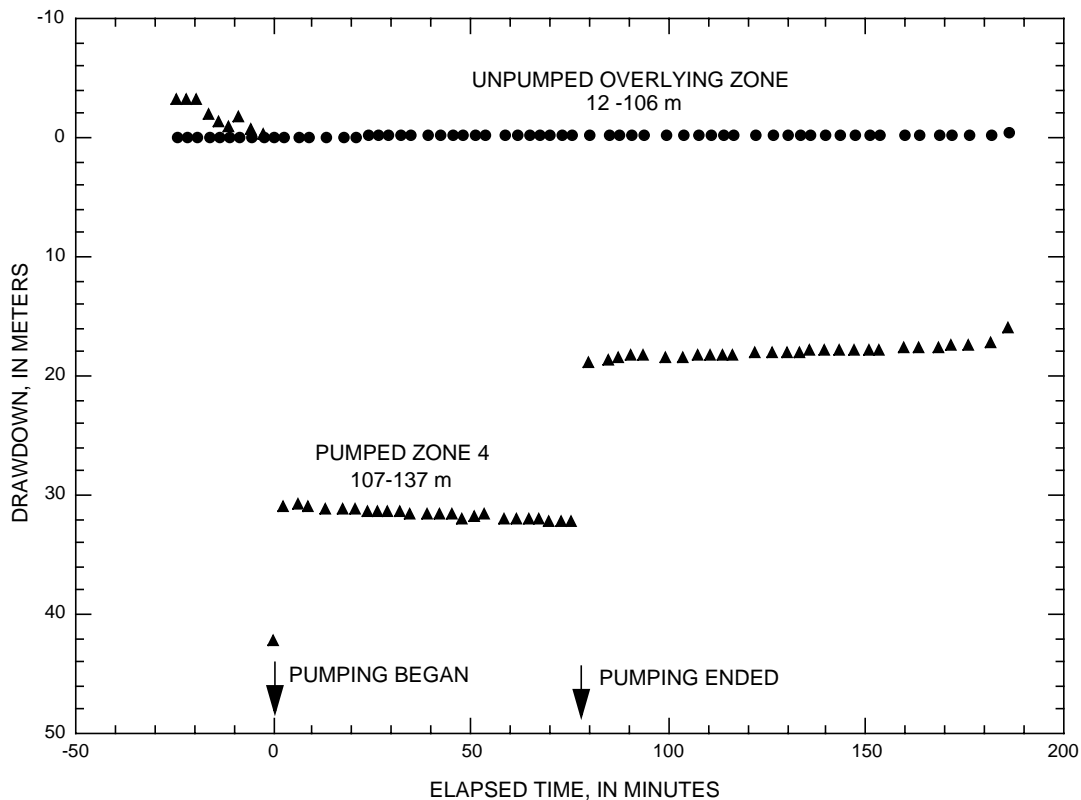 -10
0
10
20
30
40
50
DRAWDOWN, IN METERS
UNPUMPED OVERLYING ZONE
12 -106 m
PUMPED ZONE 4
107-137 m
PUMPING BEGAN
PUMPING ENDED
-50
0
50
100
150
200
ELAPSED TIME, IN MINUTES